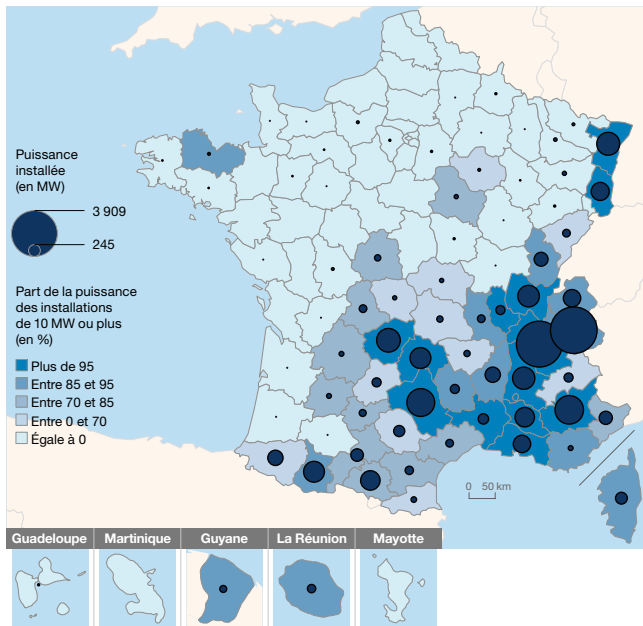 Puissance
installée
(en MW)
3 909
245
Part de la puissance
des installations
de 10 MW ou plus
(en %)
Plus de 95
Entre 85 et 95
Entre 70 et 85
Entre 0 et 70
Égale à 0
0 50 km
Guadeloupe Martinique Guyane La Réunion Mayotte